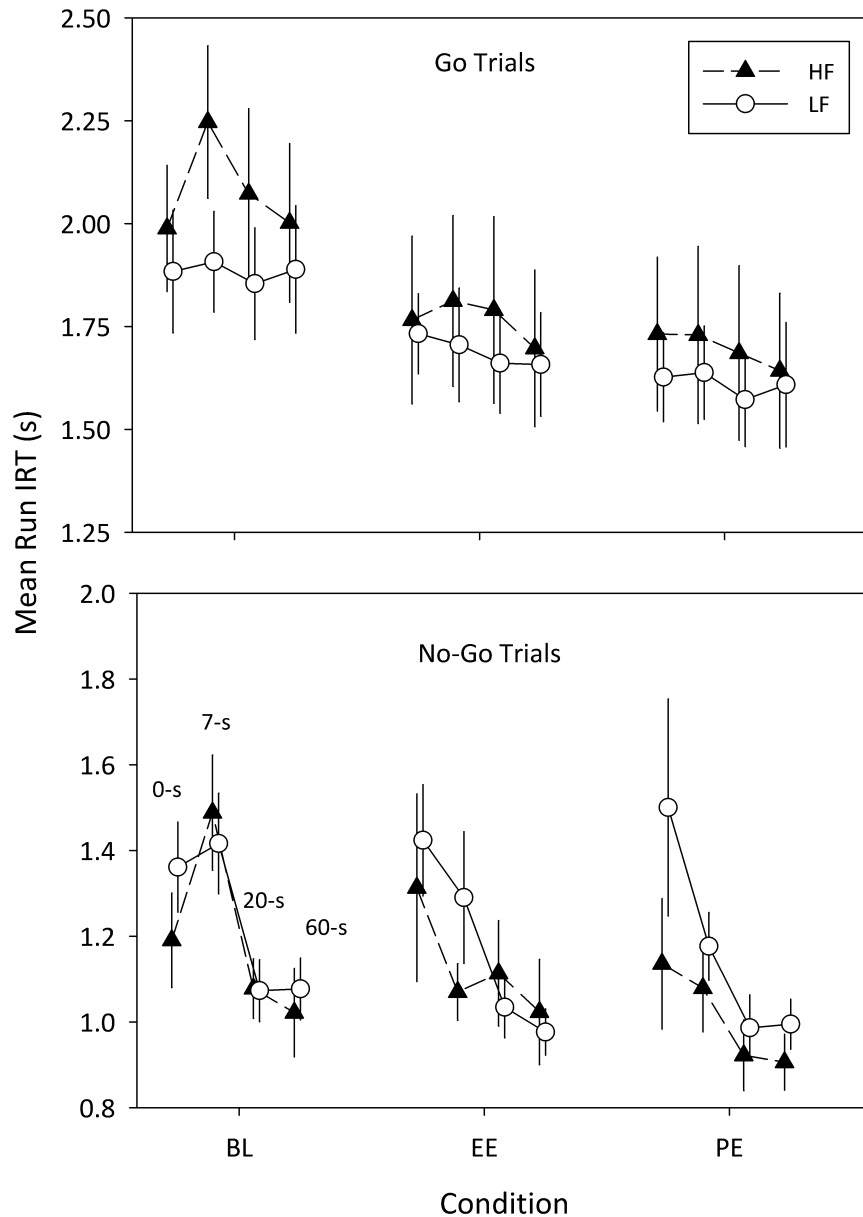 2.50
Go Trials
HF
LF
2.25
2.00
1.75
1.50
1.25
Mean Run IRT (s)
2.0
No-Go Trials
1.8
7-s
1.6
0-s
1.4
20-s
60-s
1.2
1.0
0.8
BL EE PE
Condition